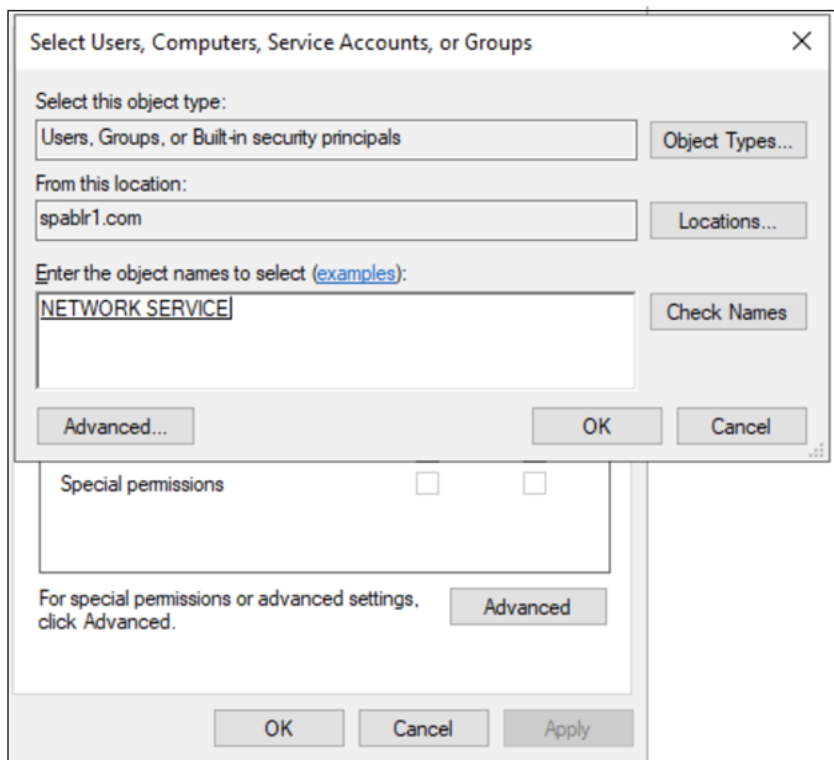 Select Users, Computers, Service Accounts, or Groups
Select this object type:
Users, Groups, or Built-in security principals
Object Types...
From this location:
spablr1.com
Locations...
Enter the object names to select (examples):
NETWORK SERVICE
Check Names
Advanced...
OK
Cancel
Special permissions
For special permissions or advanced settings,
click Advanced.
Advanced
OK
Cancel
Apply